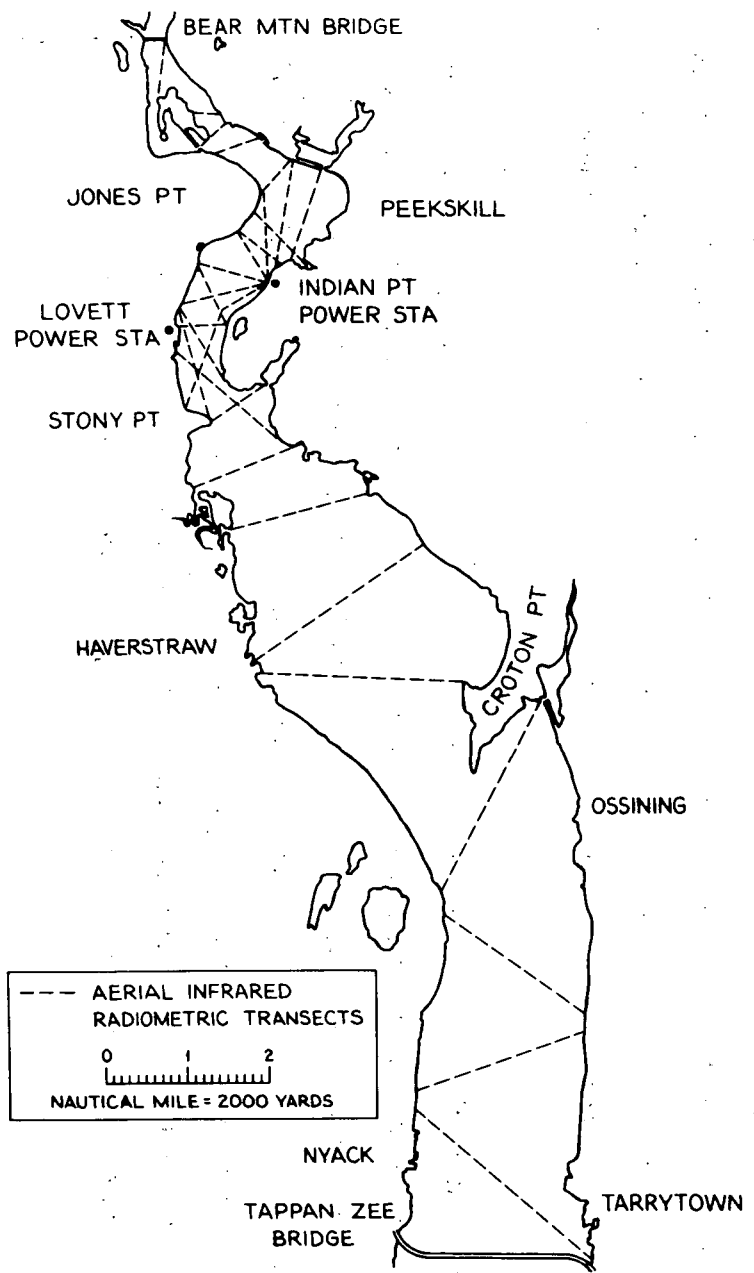 BEAR MTN BRIDGE
JONES PT
PEEKSKILL
INDIAN PT
POWER STA
LOVETT
POWER STA
STONY PT
HAVERSTRAW
CROTON PT
OSSINING
AERIAL INFRARED
RADIOMETRIC TRANSECTS
0 1 2
NAUTICAL MILE = 2000 YARDS
NYACK
TARRYTOWN
TAPPAN ZEE
BRIDGE